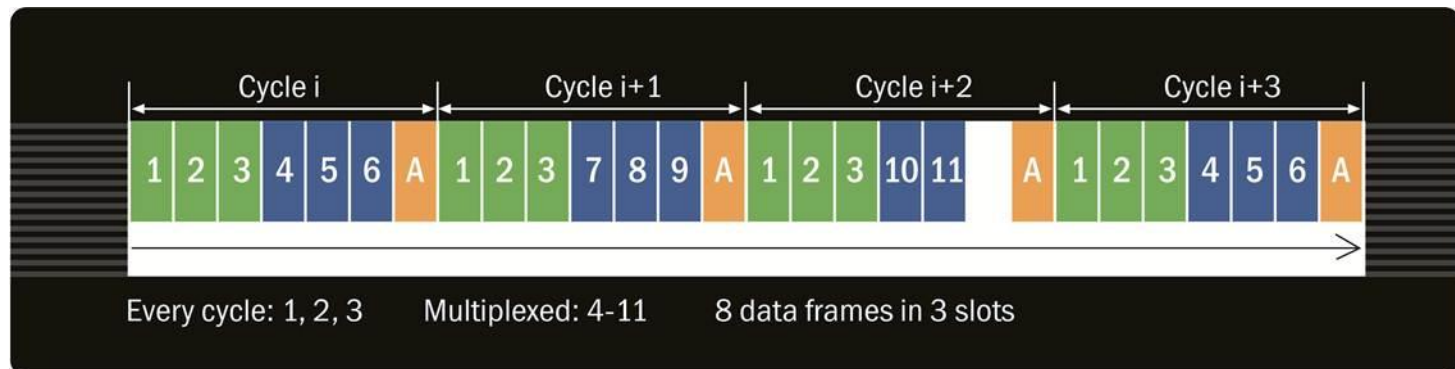 Cycle i Cycle i+1 Cycle i+2 Cycle i+3
1 2 3 4 5 6 A 1 2 3 7 8 9 A 1 2 3 10 11 A 1 2 3 4 5 6 A
Every cycle: 1, 2, 3 Multiplexed: 4-11 8 data frames in 3 slots